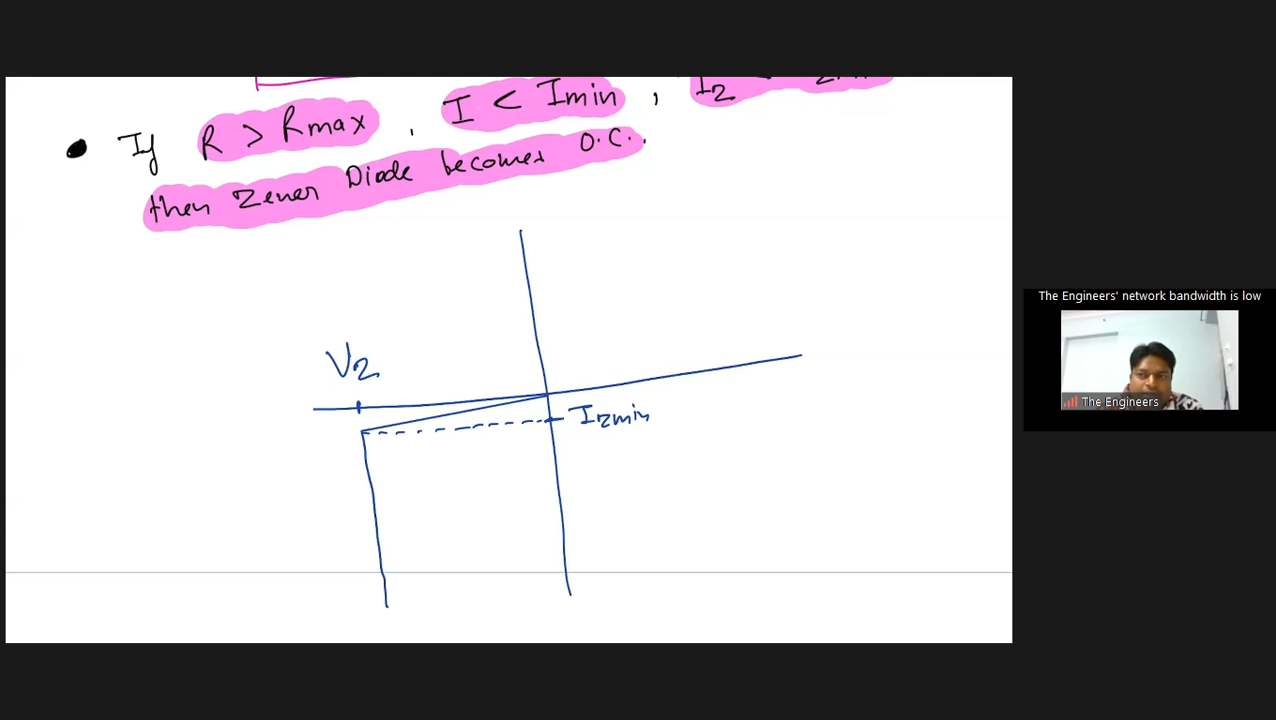 • If R > Rmax , I < Imin , Iz
then Zener Diode becomes O.C.
Vz
Izmin
The Engineers' network bandwidth is low
The Engineers